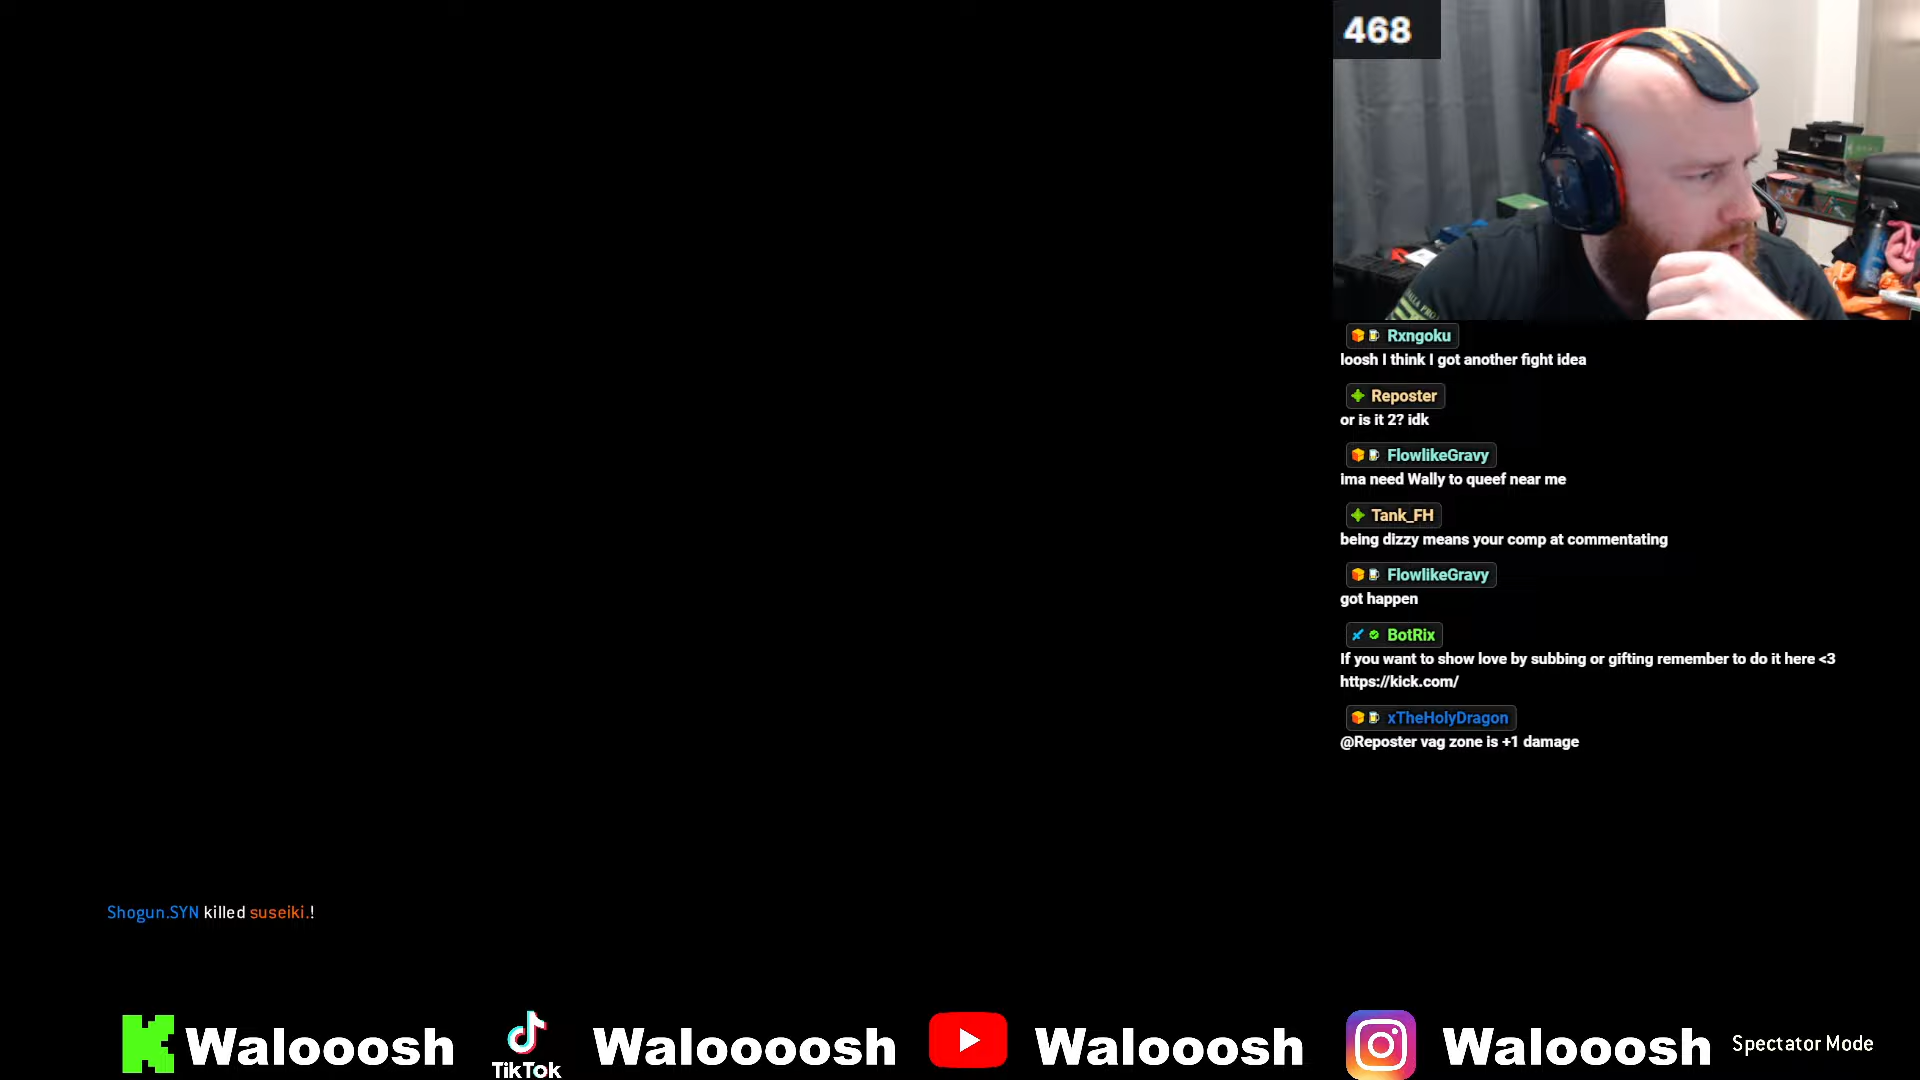 468
Rxngoku
loosh I think I got another fight idea
Reposter
or is it 2? idk
FlowlikeGravy
ima need Wally to queef near me
Tank_FH
being dizzy means your comp at commentating
FlowlikeGravy
got happen
BotRix
If you want to show love by subbing or gifting remember to do it here <3
https://kick.com/
xTheHolyDragon
@Reposter vag zone is +1 damage
Shogun.SYN killed suseiki.!
Walooosh
TikTok
Waloooosh
Walooosh
Walooosh
Spectator Mode